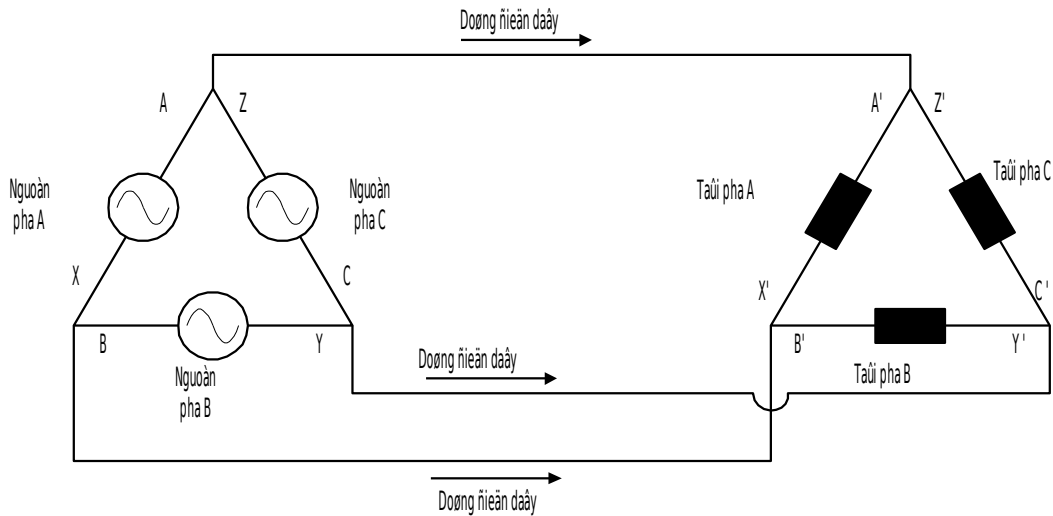 Doøng ñieän daây
A
Z
A'
Z'
Nguoàn
pha A
Nguoàn
pha C
Taûi pha A
Taûi pha C
X
C
X'
C'
B
Y
B'
Y'
Nguoàn
pha B
Doøng ñieän daây
Taûi pha B
Doøng ñieän daây